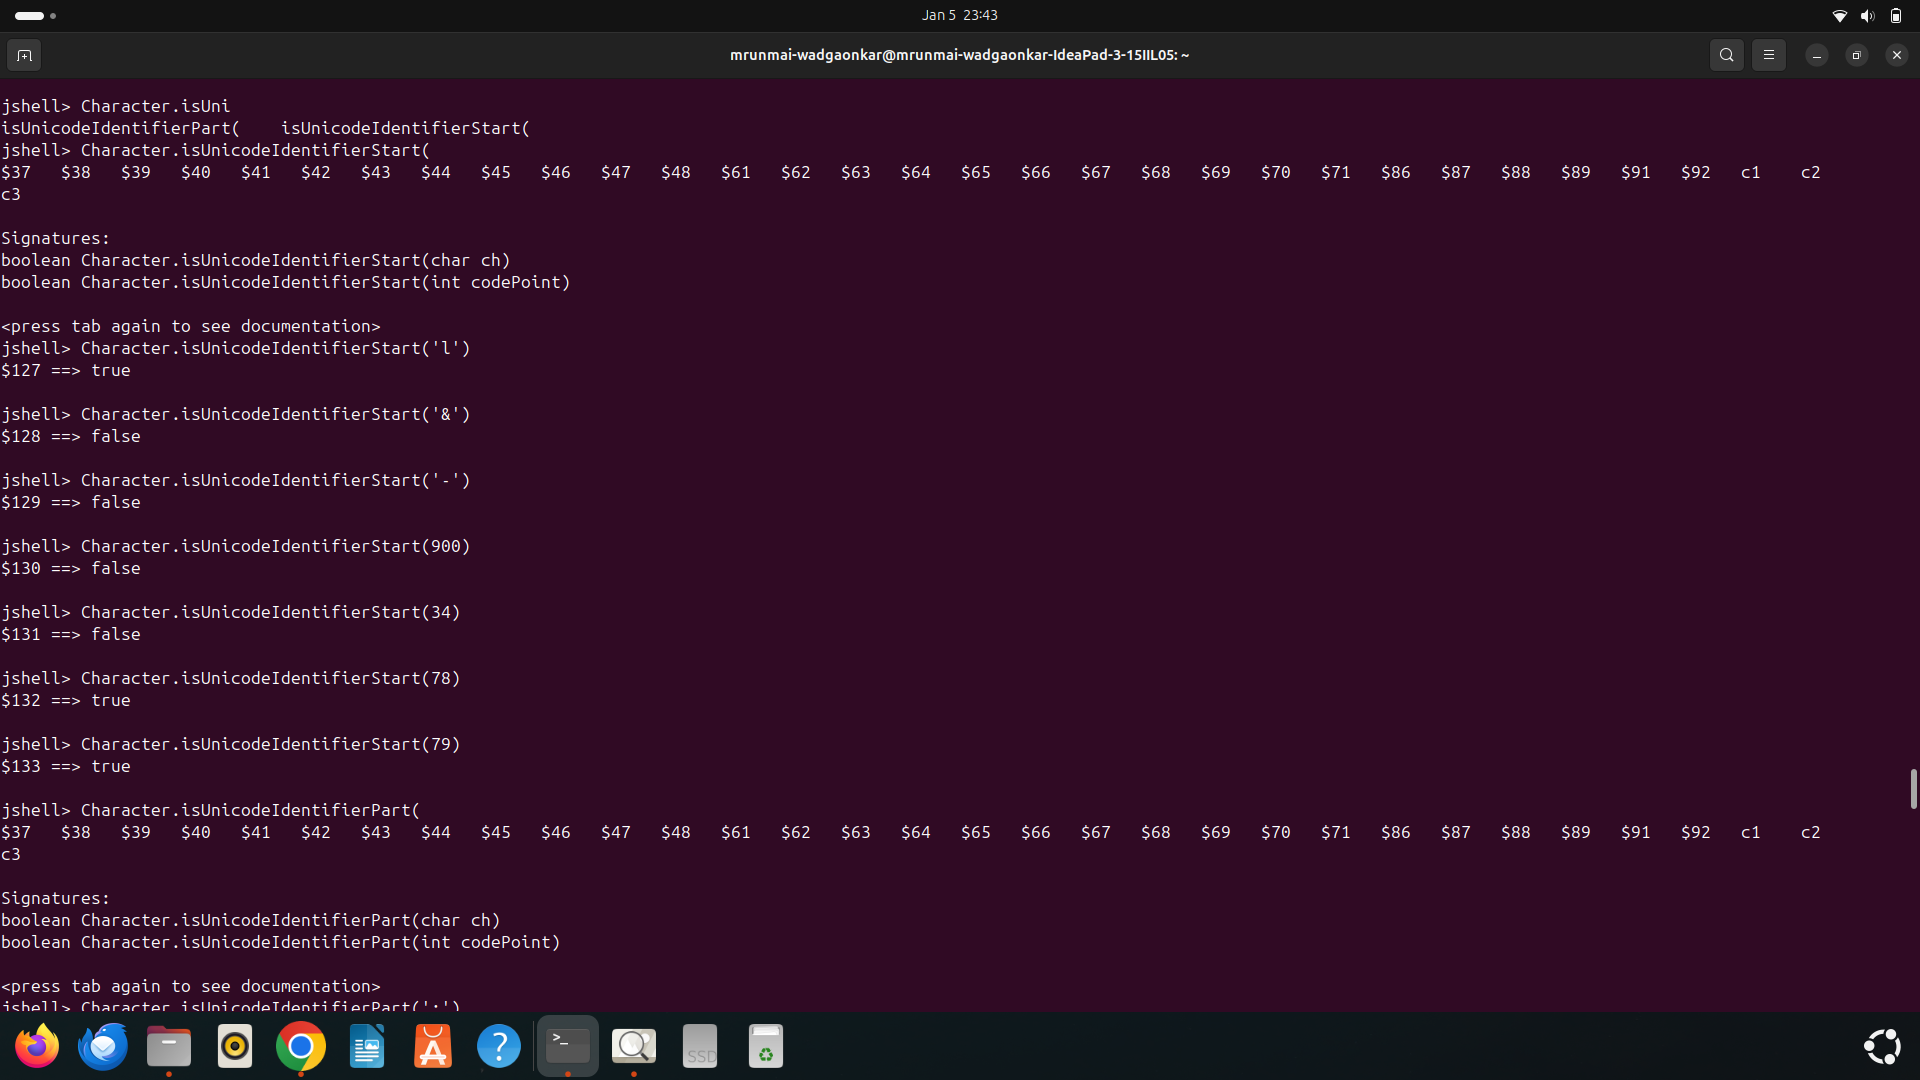 Jan 5 23:43
mrunmai-wadgaonkar@mrunmai-wadgaonkar-IdeaPad-3-15IIL05: ~
jshell> Character.isUni
isUnicodeIdentifierPart(    isUnicodeIdentifierStart(
jshell> Character.isUnicodeIdentifierStart(
$37   $38   $39   $40   $41   $42   $43   $44   $45   $46   $47   $48   $61   $62   $63   $64   $65   $66   $67   $68   $69   $70   $71   $86   $87   $88   $89   $91   $92   c1    c2
c3
Signatures:
boolean Character.isUnicodeIdentifierStart(char ch)
boolean Character.isUnicodeIdentifierStart(int codePoint)
<press tab again to see documentation>
jshell> Character.isUnicodeIdentifierStart('l')
$127 ==> true
jshell> Character.isUnicodeIdentifierStart('&')
$128 ==> false
jshell> Character.isUnicodeIdentifierStart('-')
$129 ==> false
jshell> Character.isUnicodeIdentifierStart(900)
$130 ==> false
jshell> Character.isUnicodeIdentifierStart(34)
$131 ==> false
jshell> Character.isUnicodeIdentifierStart(78)
$132 ==> true
jshell> Character.isUnicodeIdentifierStart(79)
$133 ==> true
jshell> Character.isUnicodeIdentifierPart(
$37   $38   $39   $40   $41   $42   $43   $44   $45   $46   $47   $48   $61   $62   $63   $64   $65   $66   $67   $68   $69   $70   $71   $86   $87   $88   $89   $91   $92   c1    c2
c3
Signatures:
boolean Character.isUnicodeIdentifierPart(char ch)
boolean Character.isUnicodeIdentifierPart(int codePoint)
<press tab again to see documentation>
jshell> Character.isUnicodeIdentifierPart(':')
SSD